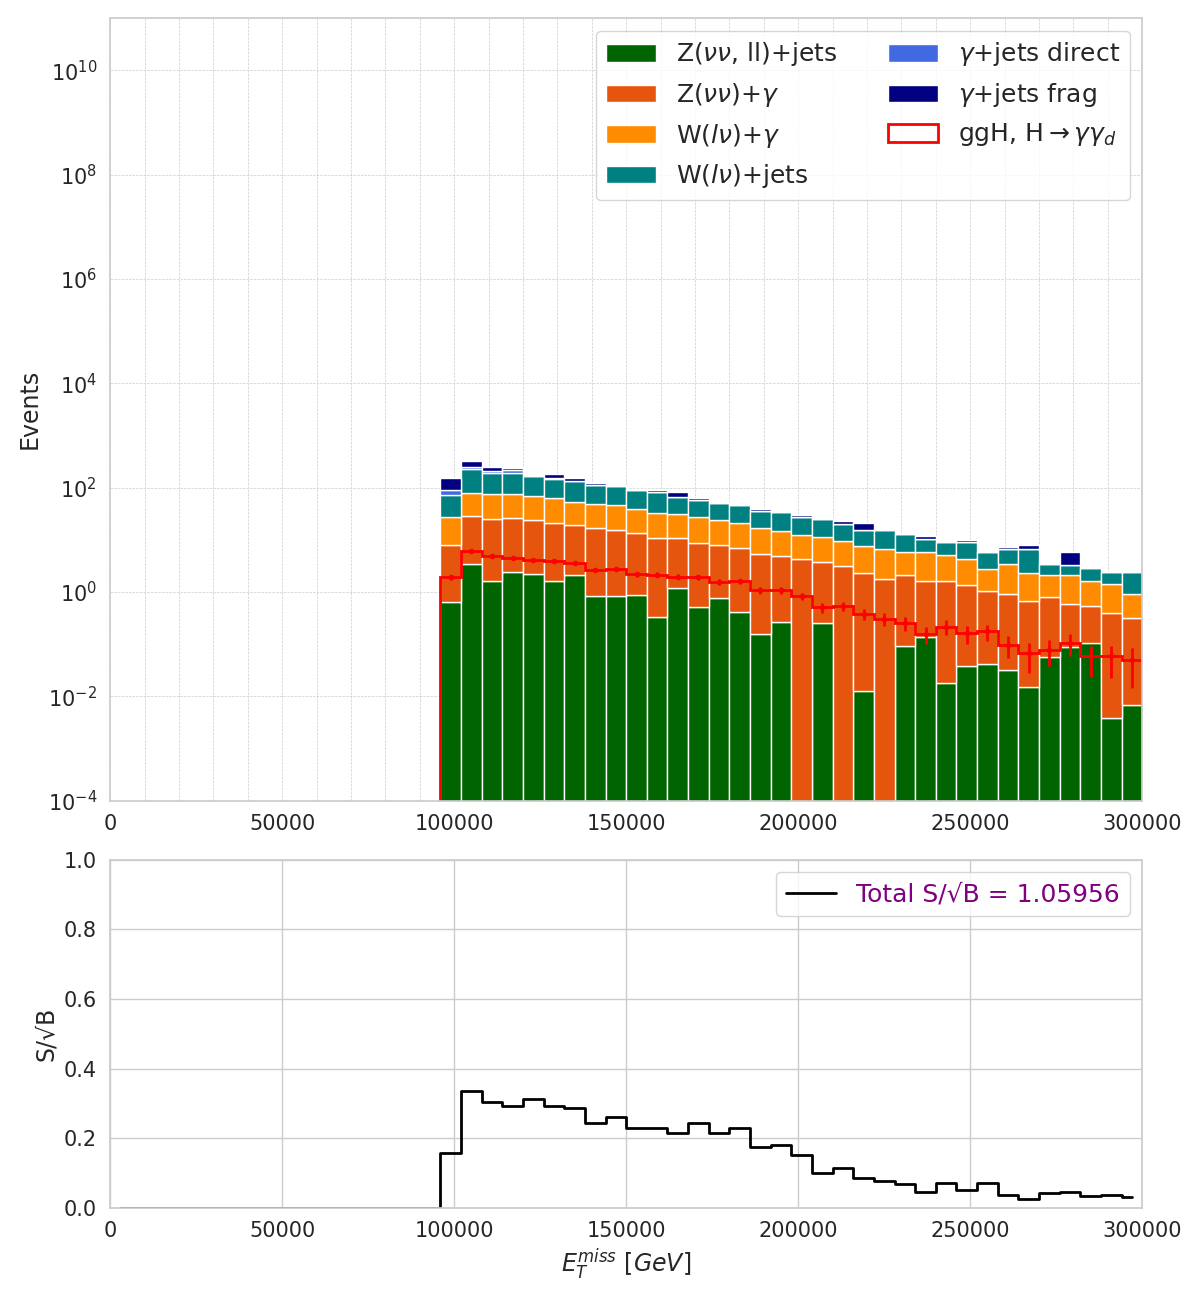 Z(νν, ll)+jets
Z(νν)+γ
W(lν)+γ
W(lν)+jets
γ+jets direct
γ+jets frag
ggH, H→γγ_d
Events
10^10
10^8
10^6
10^4
10^2
10^0
10^−2
10^−4
0 50000 100000 150000 200000 250000 300000
Total S/√B = 1.05956
S/√B
1.0
0.8
0.6
0.4
0.2
0.0
0 50000 100000 150000 200000 250000 300000
E_T^miss [GeV]